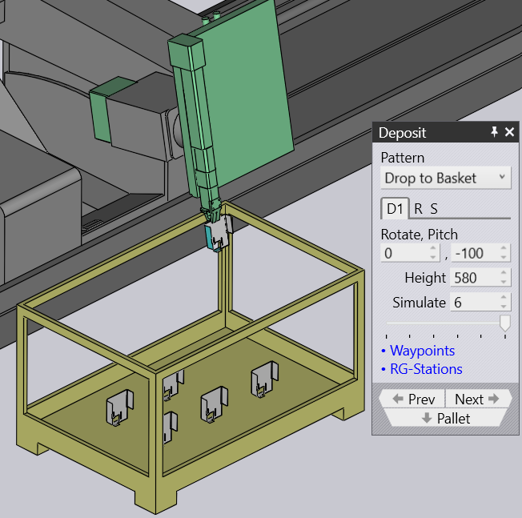 Deposit
Pattern
Drop to Basket
D1 R S
Rotate, Pitch
0 , -100
Height 580
Simulate 6
• Waypoints
• RG-Stations
Prev Next
Pallet